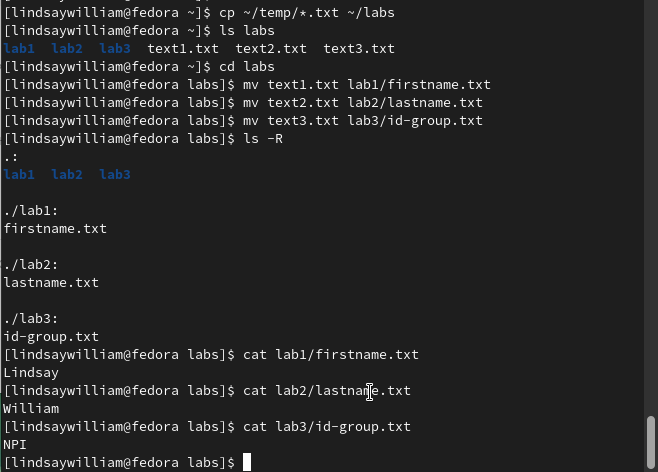 [lindsaywilliam@fedora ~]$ cp ~/temp/*.txt ~/labs
[lindsaywilliam@fedora ~]$ ls labs
lab1  lab2  lab3  text1.txt  text2.txt  text3.txt
[lindsaywilliam@fedora ~]$ cd labs
[lindsaywilliam@fedora labs]$ mv text1.txt lab1/firstname.txt
[lindsaywilliam@fedora labs]$ mv text2.txt lab2/lastname.txt
[lindsaywilliam@fedora labs]$ mv text3.txt lab3/id-group.txt
[lindsaywilliam@fedora labs]$ ls -R
.:
lab1  lab2  lab3

./lab1:
firstname.txt

./lab2:
lastname.txt

./lab3:
id-group.txt
[lindsaywilliam@fedora labs]$ cat lab1/firstname.txt
Lindsay
[lindsaywilliam@fedora labs]$ cat lab2/lastname.txt
William
[lindsaywilliam@fedora labs]$ cat lab3/id-group.txt
NPI
[lindsaywilliam@fedora labs]$